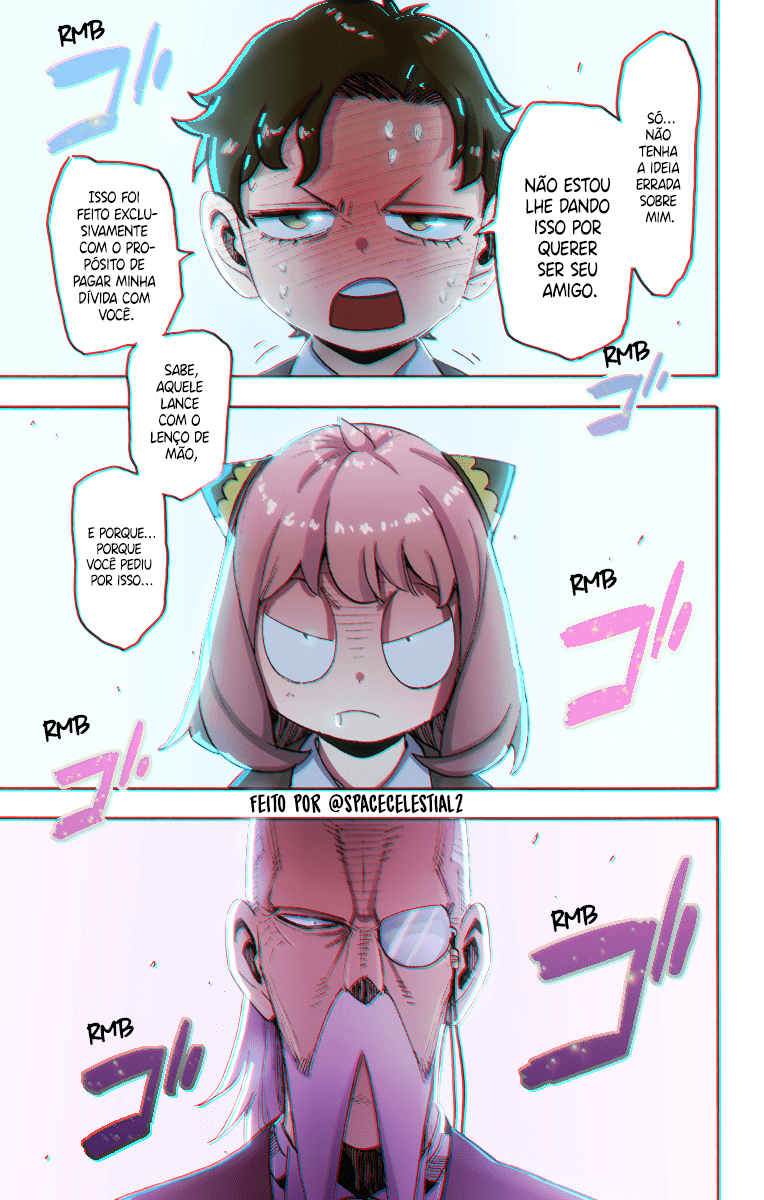 RMB
ゴ
SÓ...
NÃO
TENHA
A IDEIA
ERRADA
SOBRE
MIM.
NÃO ESTOU
LHE DANDO
ISSO POR
QUERER
SER SEU
AMIGO.
ISSO FOI
FEITO EXCLU-
SIVAMENTE
COM O PRO-
PÓSITO DE
PAGAR MINHA
DÍVIDA COM
VOCÊ.
RMB
ゴ
SABE,
AQUELE
LANCE
COM O
LENÇO DE
MÃO,
E PORQUE...
PORQUE
VOCÊ PEDIU
POR ISSO...
RMB
ゴ
RMB
ゴ
FEITO POR @SPACECELESTIAL2
RMB
ゴ
RMB
ゴ